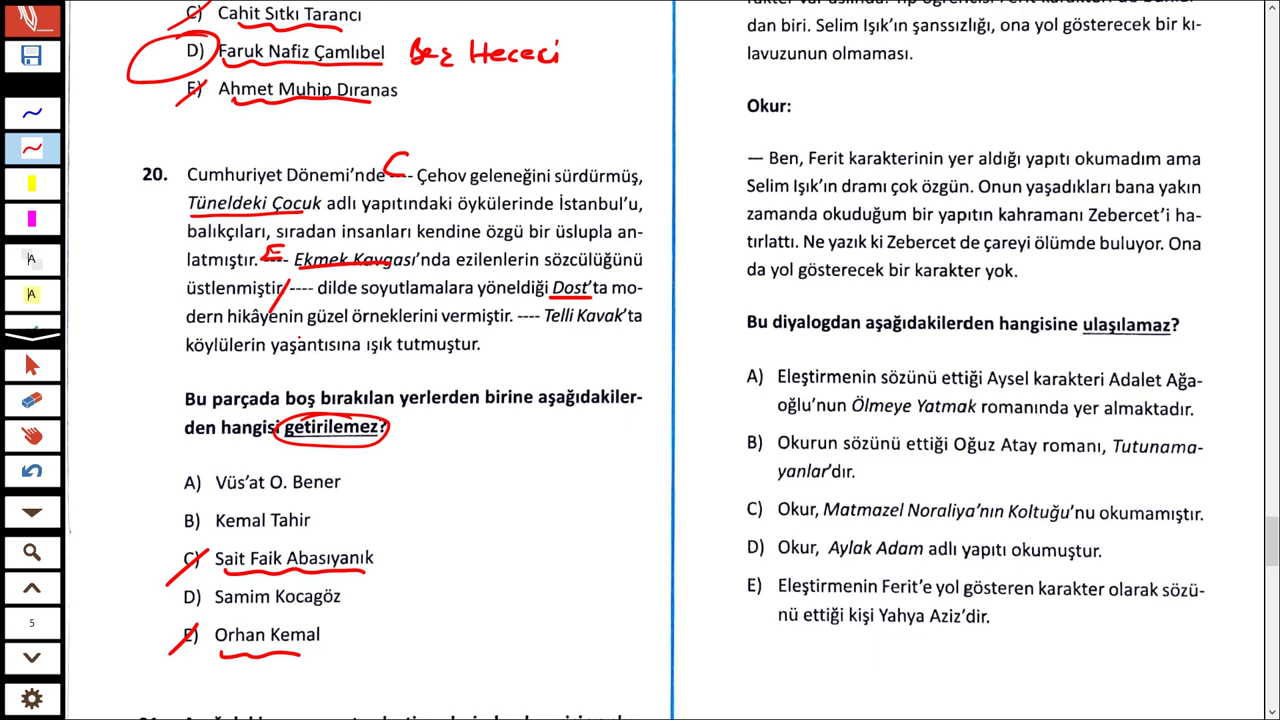 C) Cahit Sıtkı Tarancı
D) Faruk Nafiz Çamlıbel Beş Hececi
E) Ahmet Muhip Dıranas
20. Cumhuriyet Dönemi'nde ---- Çehov geleneğini sürdürmüş, C
Tüneldeki Çocuk adlı yapıtındaki öykülerinde İstanbul'u,
balıkçıları, sıradan insanları kendine özgü bir üslupla an-
latmıştır. E ---- Ekmek Kavgası'nda ezilenlerin sözcülüğünü
üstlenmiştir. ---- dilde soyutlamalara yöneldiği Dost'ta mo-
dern hikâyenin güzel örneklerini vermiştir. ---- Telli Kavak'ta
köylülerin yaşantısına ışık tutmuştur.
Bu parçada boş bırakılan yerlerden birine aşağıdakiler-
den hangisi getirilemez?
A) Vüs'at O. Bener
B) Kemal Tahir
C) Sait Faik Abasıyanık
D) Samim Kocagöz
E) Orhan Kemal
dan biri. Selim Işık'ın şanssızlığı, ona yol gösterecek bir kı-
lavuzunun olmaması.
Okur:
— Ben, Ferit karakterinin yer aldığı yapıtı okumadım ama
Selim Işık'ın dramı çok özgün. Onun yaşadıkları bana yakın
zamanda okuduğum bir yapıtın kahramanı Zebercet'i ha-
tırlattı. Ne yazık ki Zebercet de çareyi ölümde buluyor. Ona
da yol gösterecek bir karakter yok.
Bu diyalogdan aşağıdakilerden hangisine ulaşılamaz?
A) Eleştirmenin sözünü ettiği Aysel karakteri Adalet Ağa-
oğlu'nun Ölmeye Yatmak romanında yer almaktadır.
B) Okurun sözünü ettiği Oğuz Atay romanı, Tutunama-
yanlar'dır.
C) Okur, Matmazel Noraliya'nın Koltuğu'nu okumamıştır.
D) Okur, Aylak Adam adlı yapıtı okumuştur.
E) Eleştirmenin Ferit'e yol gösteren karakter olarak sözü-
nü ettiği kişi Yahya Aziz'dir.
A
A
5